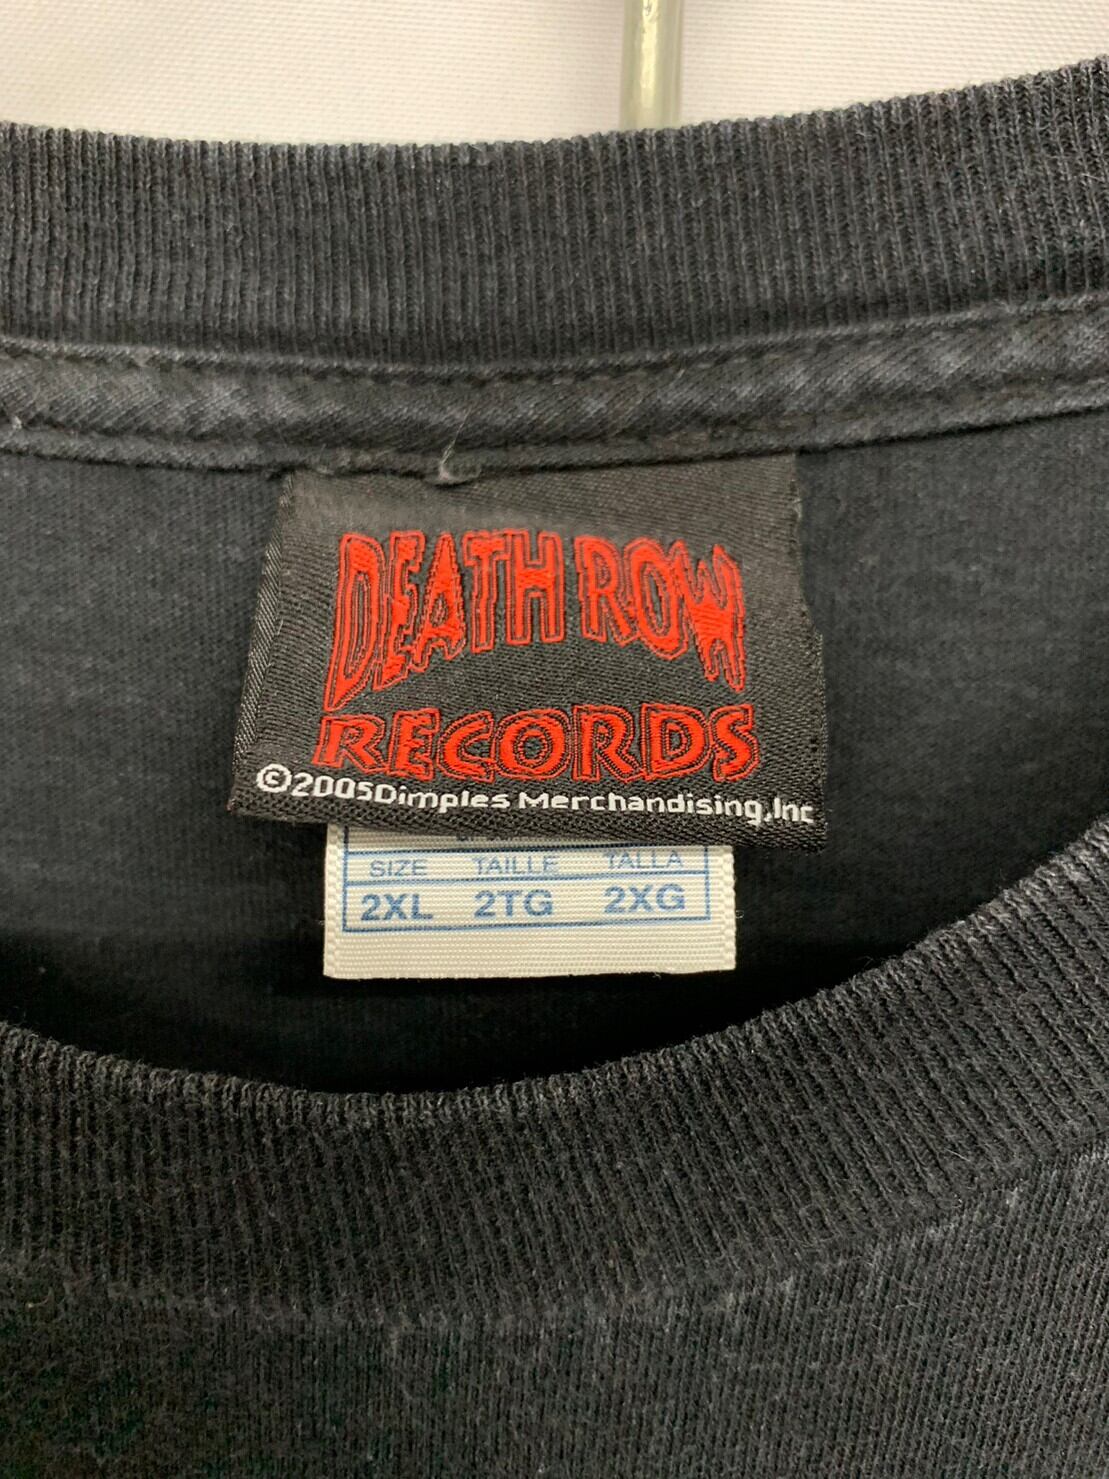 DEATH ROW
RECORDS
©2005Dimples Merchandising,Inc
SIZE TAILLE TALLA
2XL 2TG 2XG